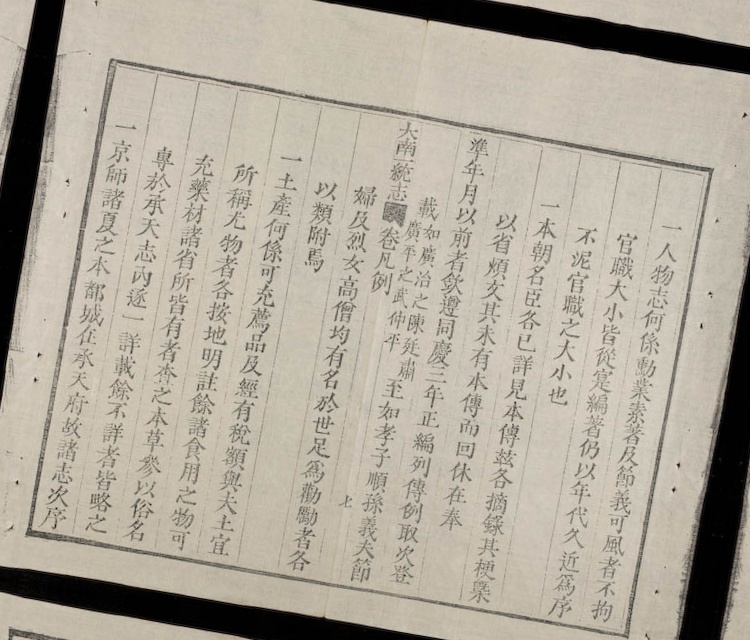 一人物志何係勳業素著及節義可風者不拘
官職大小皆從寔編著仍以年代久近爲序
不泥官職之大小也
一本朝名臣各已詳見本傳兹各摘錄其梗槩
以省煩文其未有本傳而回休在奉
準年月以前者欽遵同慶三年正編列傳例取次登
載如廣治之陳廷肅
廣平之武仲平
至如孝子順孫義夫節
大南一統志
卷凡例
七
婦及烈女高僧均有名於世足爲勸勵者各
以類附焉
一土產何係可充薦品及經有稅額與夫土宜
所稱尤物者各按地明註餘諸食用之物可
充藥材諸省所皆有者查之本草參以俗名
專於承天志內逐一詳載餘不詳者皆略之
一京師諸夏之本都城在承天府故諸志次序